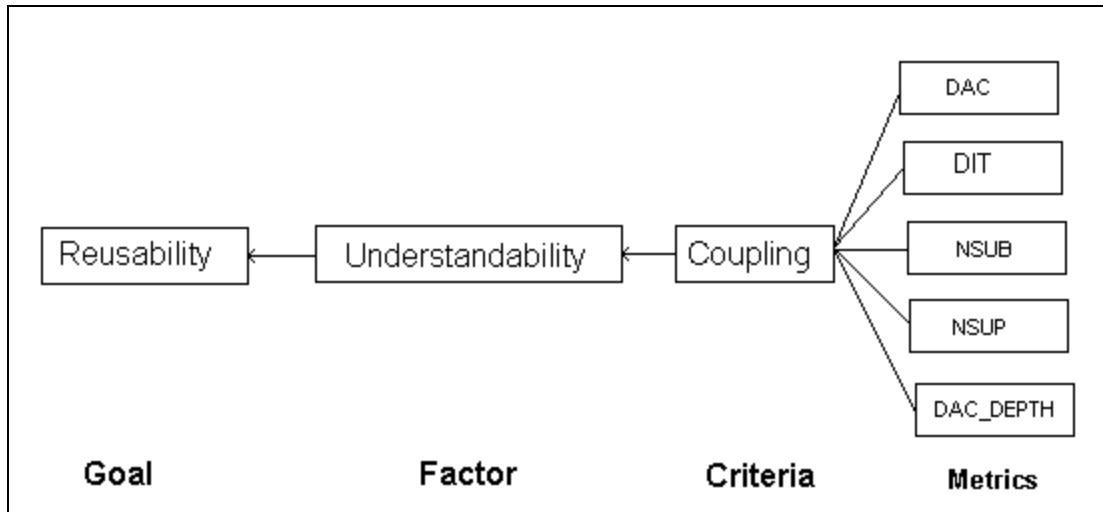 DAC
DIT
NSUB
NSUP
DAC_DEPTH
Reusability
Understandability
Coupling
Goal
Factor
Criteria
Metrics